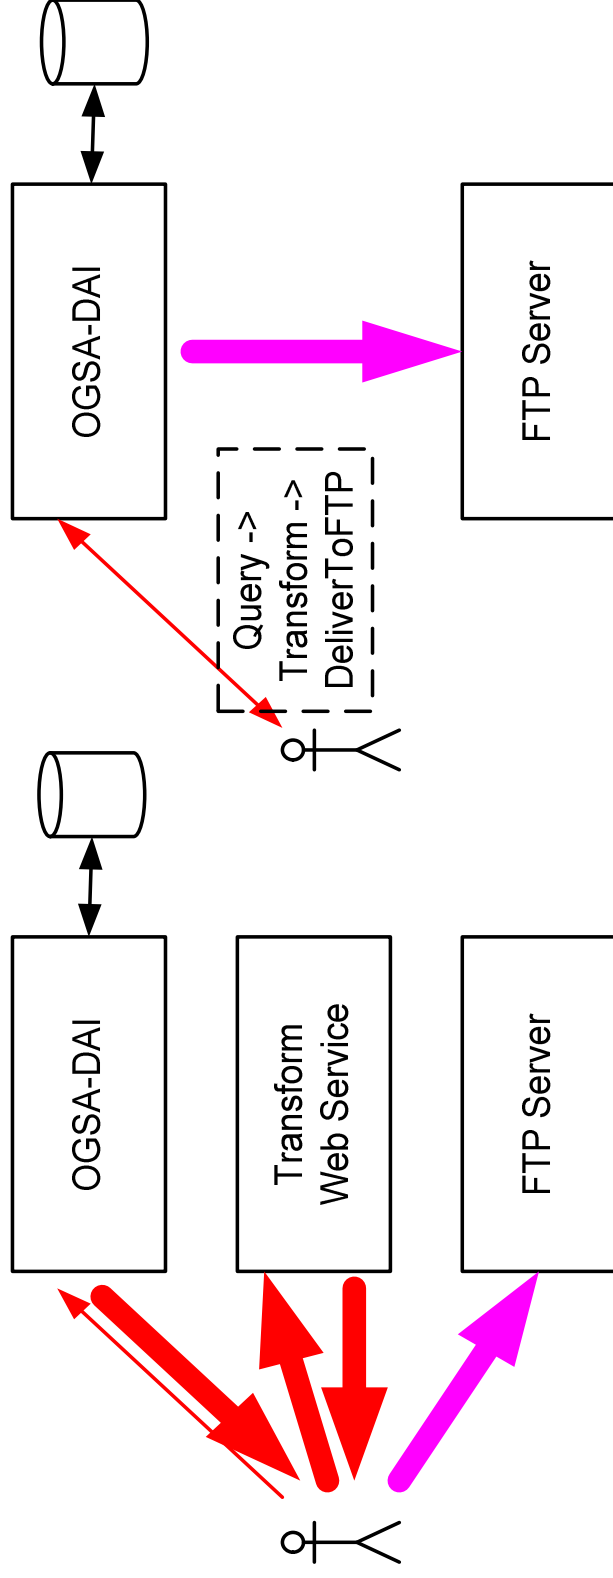 OGSA-DAI
Transform
Web Service
FTP Server
OGSA-DAI
Query ->
Transform ->
DeliverToFTP
FTP Server